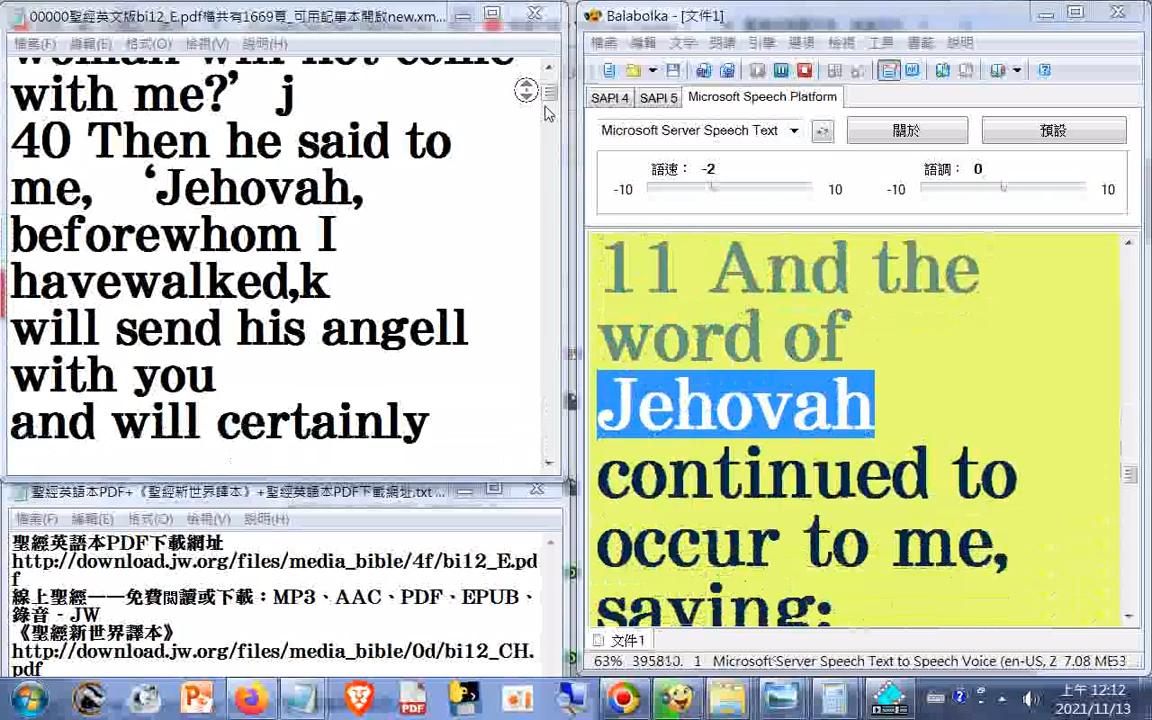 00000聖經英文版bi12_E.pdf檔共有1669頁_可用記事本開啟new.xm...
檔案(F) 編輯(E) 格式(O) 檢視(V) 說明(H)
woman will not come
with me?’ j
40 Then he said to
me, ‘Jehovah,
beforewhom I
havewalked,k
will send his angell
with you
and will certainly
聖經英語本PDF+《聖經新世界譯本》+聖經英語本PDF下載網址.txt ...
檔案(F) 編輯(E) 格式(O) 檢視(V) 說明(H)
聖經英語本PDF下載網址
http://download.jw.org/files/media_bible/4f/bi12_E.pd
f
線上聖經——免費閱讀或下載：MP3、AAC、PDF、EPUB、
錄音 - JW
《聖經新世界譯本》
http://download.jw.org/files/media_bible/0d/bi12_CH.
pdf
Balabolka - [文件1]
檔案 編輯 文字 朗讀 引擎 選項 檢視 工具 書籤 說明
SAPI 4 SAPI 5 Microsoft Speech Platform
Microsoft Server Speech Text 關於 預設
語速： -2 語調： 0
-10 10 -10 10
11 And the
word of
Jehovah
continued to
occur to me,
saying:
文件1
63% 395810. 1 Microsoft Server Speech Text to Speech Voice (en-US, Z 7.08 ME53
PDF
上午 12:12
2021/11/13